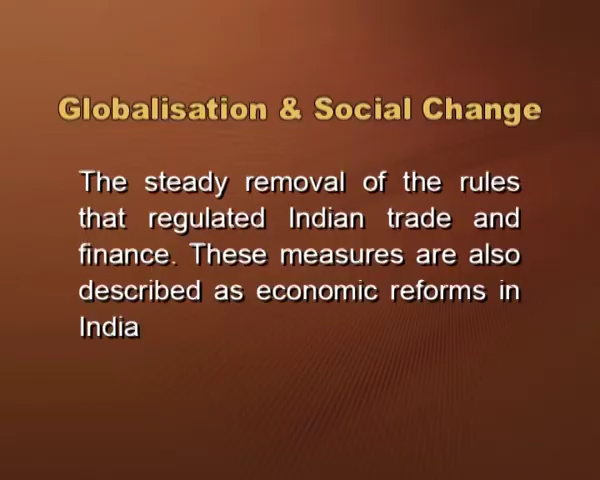 Globalisation & Social Change
The steady removal of the rules
that regulated Indian trade and
finance. These measures are also
described as economic reforms in
India